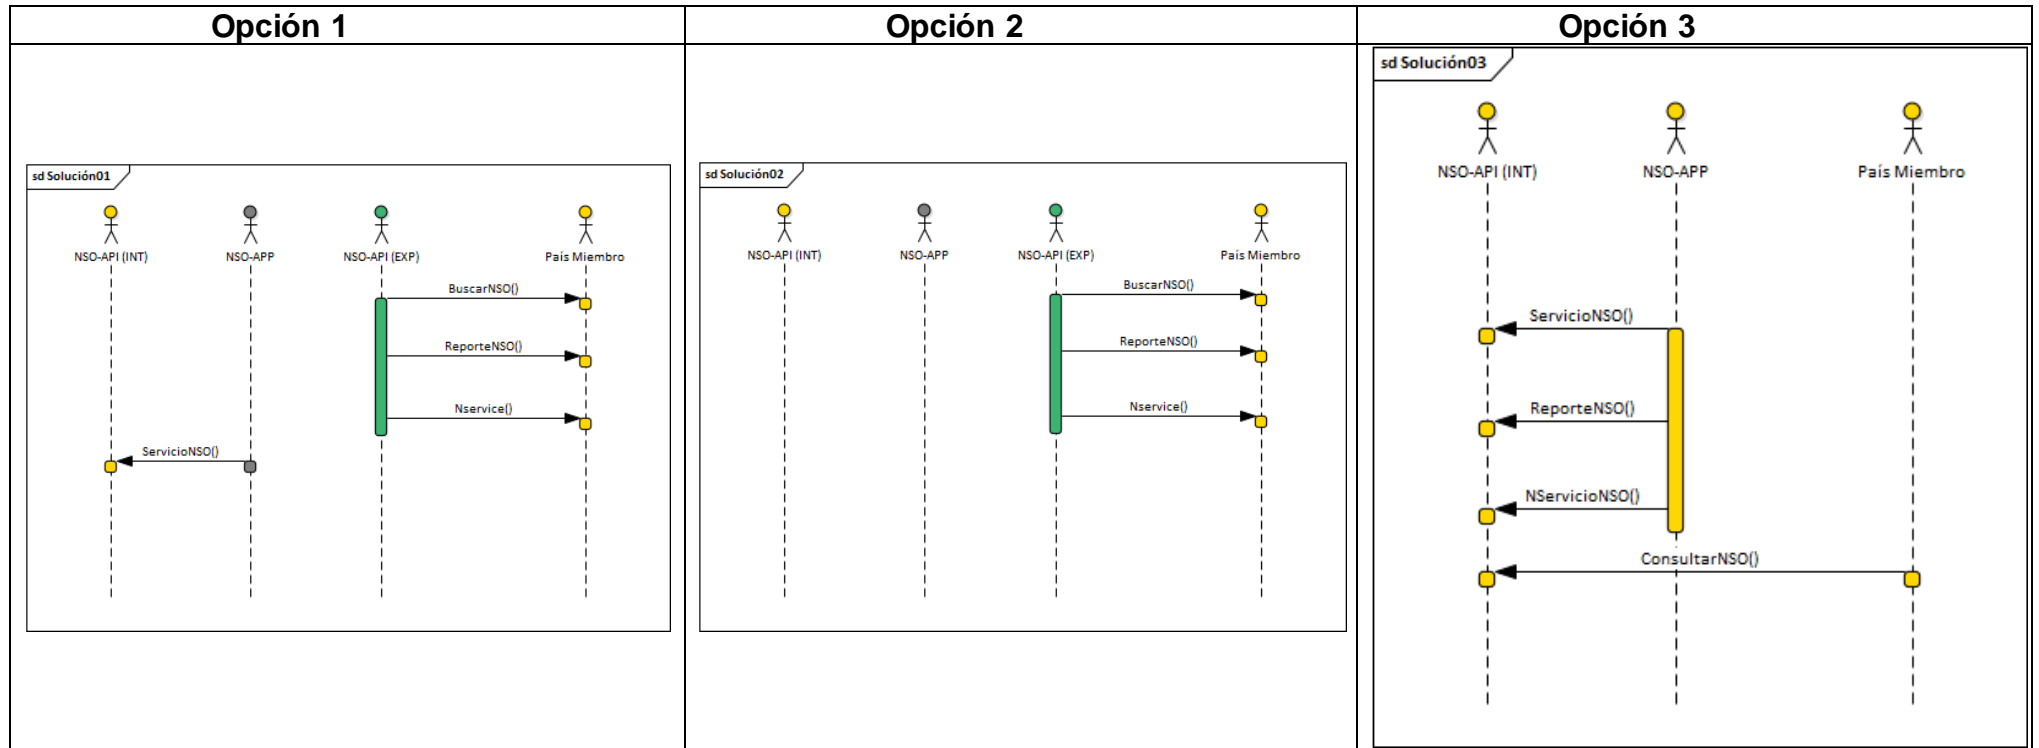 Opción 1
sd Solución01
NSO-API (INT) NSO-APP NSO-API (EXP) País Miembro
BuscarNSO()
ReporteNSO()
Nservice()
ServicioNSO()
Opción 2
sd Solución02
NSO-API (INT) NSO-APP NSO-API (EXP) País Miembro
BuscarNSO()
ReporteNSO()
Nservice()
Opción 3
sd Solución03
NSO-API (INT) NSO-APP País Miembro
ServicioNSO()
ReporteNSO()
NServicioNSO()
ConsultarNSO()